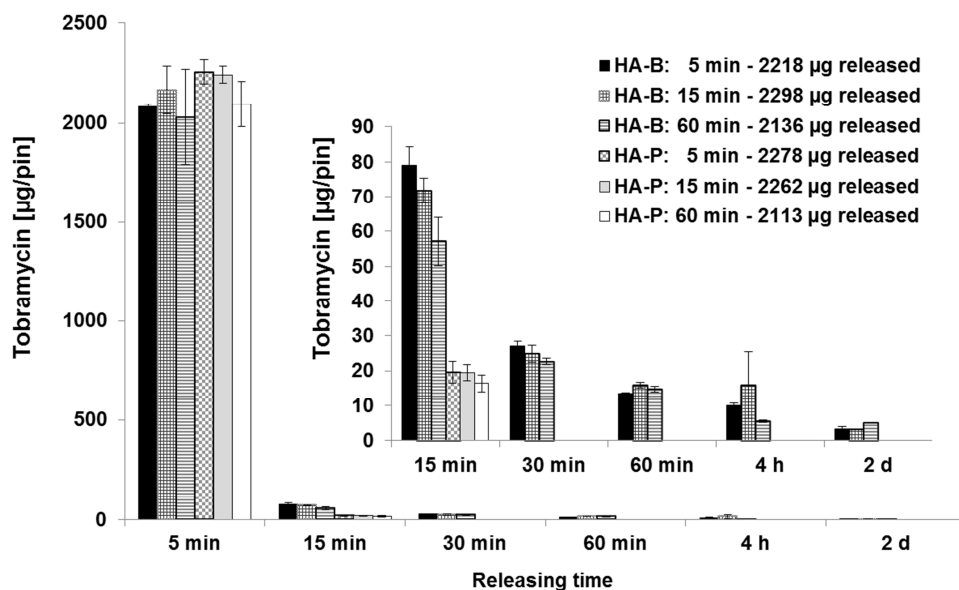 2500
2000
1500
1000
500
0
Tobramycin [µg/pin]
HA-B: 5 min - 2218 µg released
HA-B: 15 min - 2298 µg released
HA-B: 60 min - 2136 µg released
HA-P: 5 min - 2278 µg released
HA-P: 15 min - 2262 µg released
HA-P: 60 min - 2113 µg released
90
80
70
60
50
40
30
20
10
0
Tobramycin [µg/pin]
15 min 30 min 60 min 4 h 2 d
5 min 15 min 30 min 60 min 4 h 2 d
Releasing time